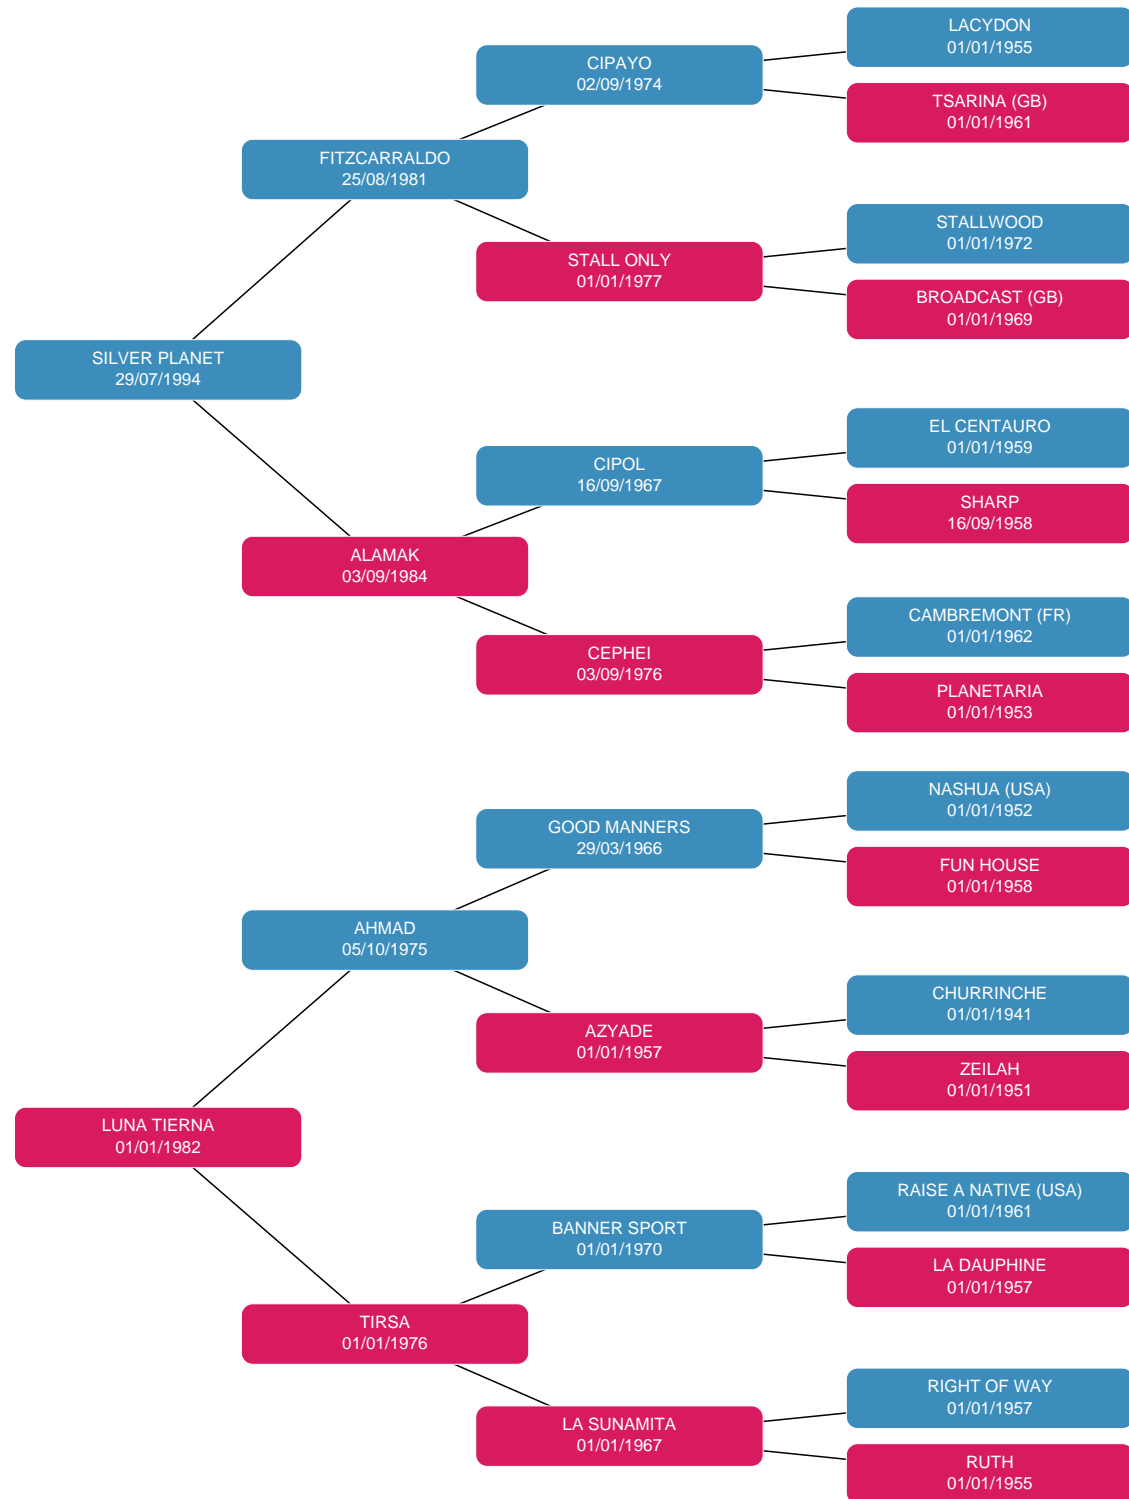 LACYDON
01/01/1955
CIPAYO
02/09/1974
TSARINA (GB)
01/01/1961
FITZCARRALDO
25/08/1981
STALLWOOD
01/01/1972
STALL ONLY
01/01/1977
BROADCAST (GB)
01/01/1969
SILVER PLANET
29/07/1994
EL CENTAURO
01/01/1959
CIPOL
16/09/1967
SHARP
16/09/1958
ALAMAK
03/09/1984
CAMBREMONT (FR)
01/01/1962
CEPHEI
03/09/1976
PLANETARIA
01/01/1953
NASHUA (USA)
01/01/1952
GOOD MANNERS
29/03/1966
FUN HOUSE
01/01/1958
AHMAD
05/10/1975
CHURRINCHE
01/01/1941
AZYADE
01/01/1957
ZEILAH
01/01/1951
LUNA TIERNA
01/01/1982
RAISE A NATIVE (USA)
01/01/1961
BANNER SPORT
01/01/1970
LA DAUPHINE
01/01/1957
TIRSA
01/01/1976
RIGHT OF WAY
01/01/1957
LA SUNAMITA
01/01/1967
RUTH
01/01/1955